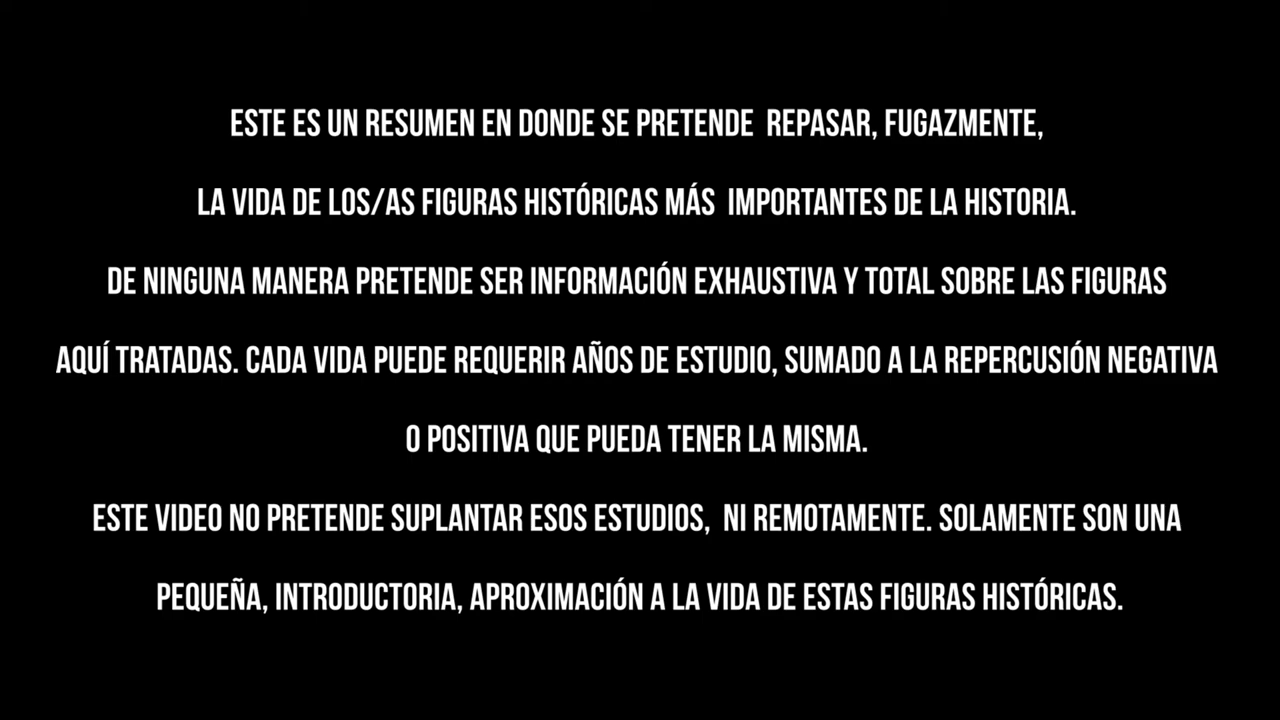 ESTE ES UN RESUMEN EN DONDE SE PRETENDE  REPASAR, FUGAZMENTE,
LA VIDA DE LOS/AS FIGURAS HISTÓRICAS MÁS  IMPORTANTES DE LA HISTORIA.
DE NINGUNA MANERA PRETENDE SER INFORMACIÓN EXHAUSTIVA Y TOTAL SOBRE LAS FIGURAS
AQUÍ TRATADAS. CADA VIDA PUEDE REQUERIR AÑOS DE ESTUDIO, SUMADO A LA REPERCUSIÓN NEGATIVA
O POSITIVA QUE PUEDA TENER LA MISMA.
ESTE VIDEO NO PRETENDE SUPLANTAR ESOS ESTUDIOS,  NI REMOTAMENTE. SOLAMENTE SON UNA
PEQUEÑA, INTRODUCTORIA, APROXIMACIÓN A LA VIDA DE ESTAS FIGURAS HISTÓRICAS.